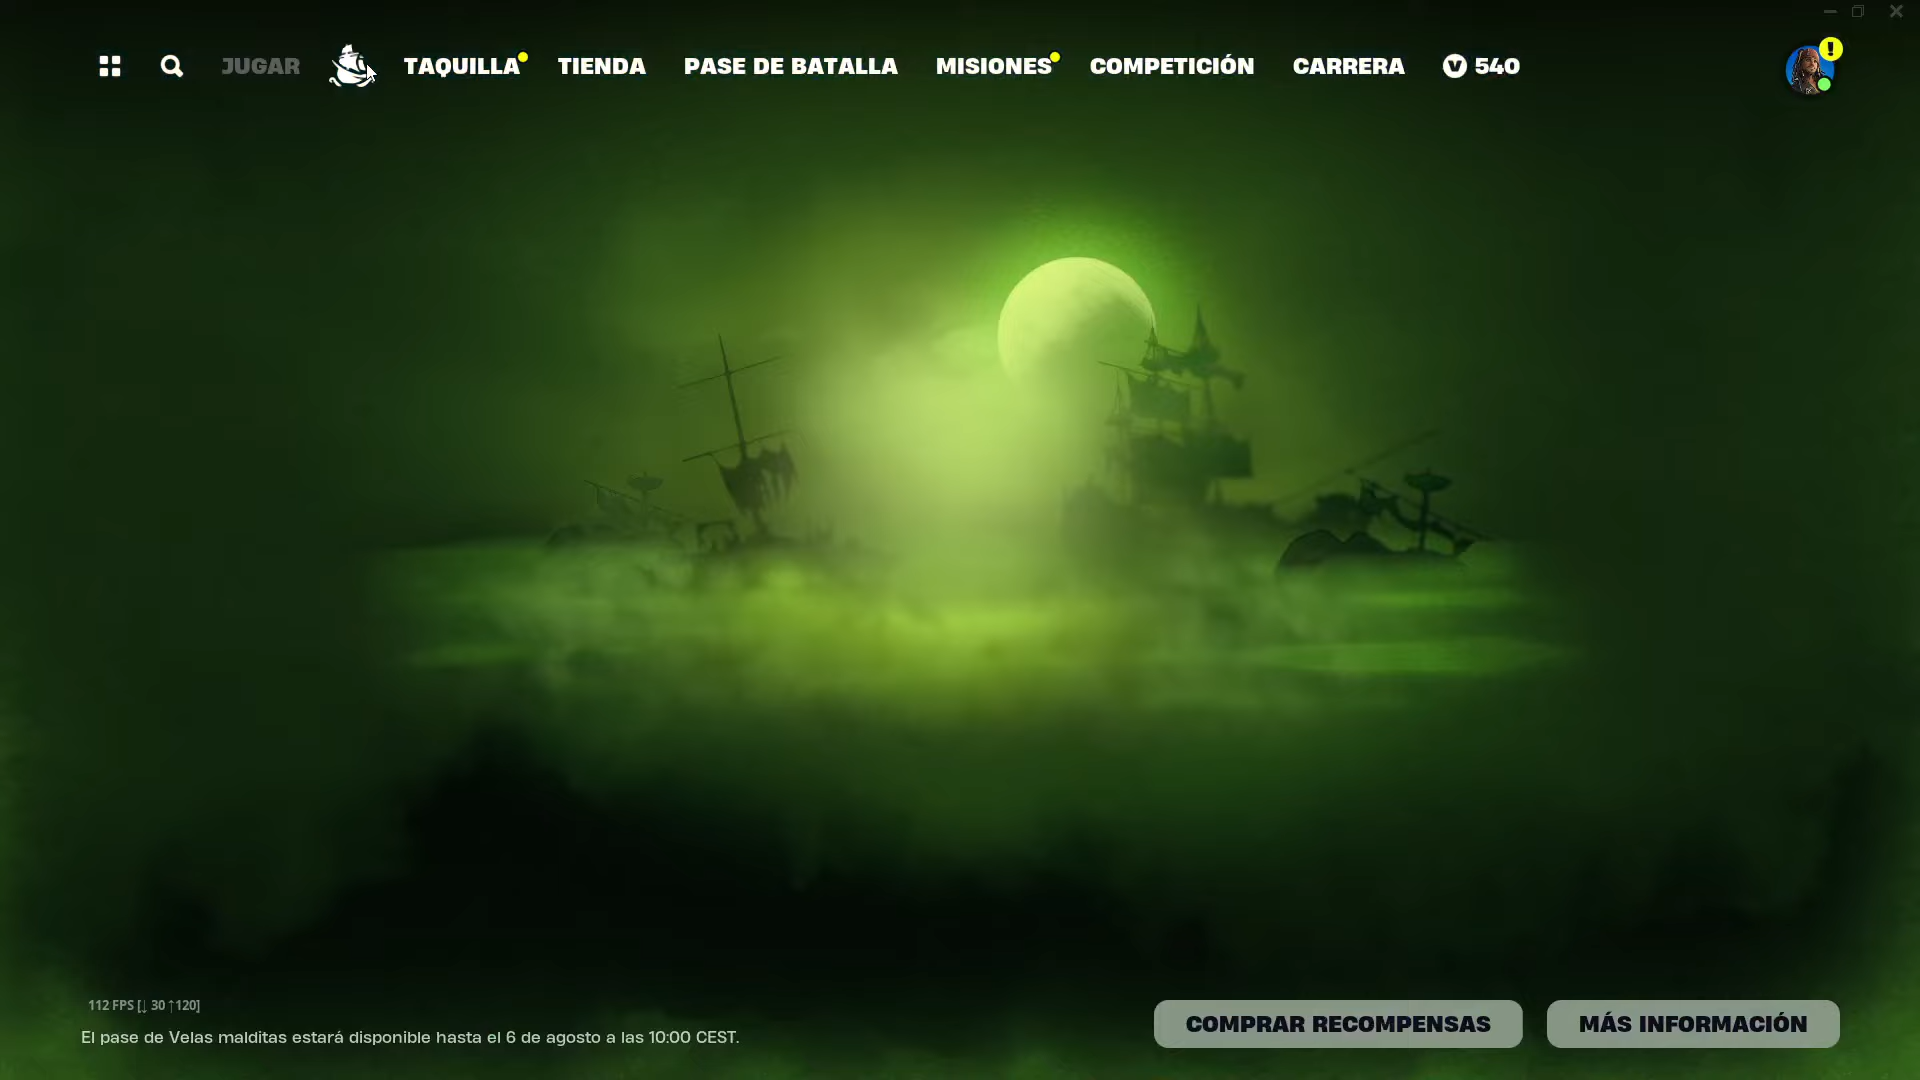 JUGAR TAQUILLA TIENDA PASE DE BATALLA MISIONES COMPETICIÓN CARRERA V 540 !
112 FPS [↓ 30 ↑120]
El pase de Velas malditas estará disponible hasta el 6 de agosto a las 10:00 CEST.
COMPRAR RECOMPENSAS MÁS INFORMACIÓN